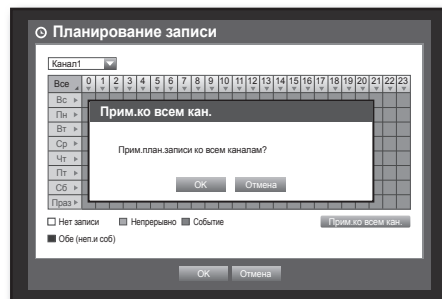 Планирование записи
Канал1
Все 0 1 2 3 4 5 6 7 8 9 10 11 12 13 14 15 16 17 18 19 20 21 22 23
Вс
Пн
Вт
Ср
Чт
Пт
Сб
Праз
Прим.ко всем кан.
Прим.план.записи ко всем каналам?
OK Отмена
Нет записи Непрерывно Событие Прим.ко всем кан.
Обе (неп.и соб)
OK Отмена